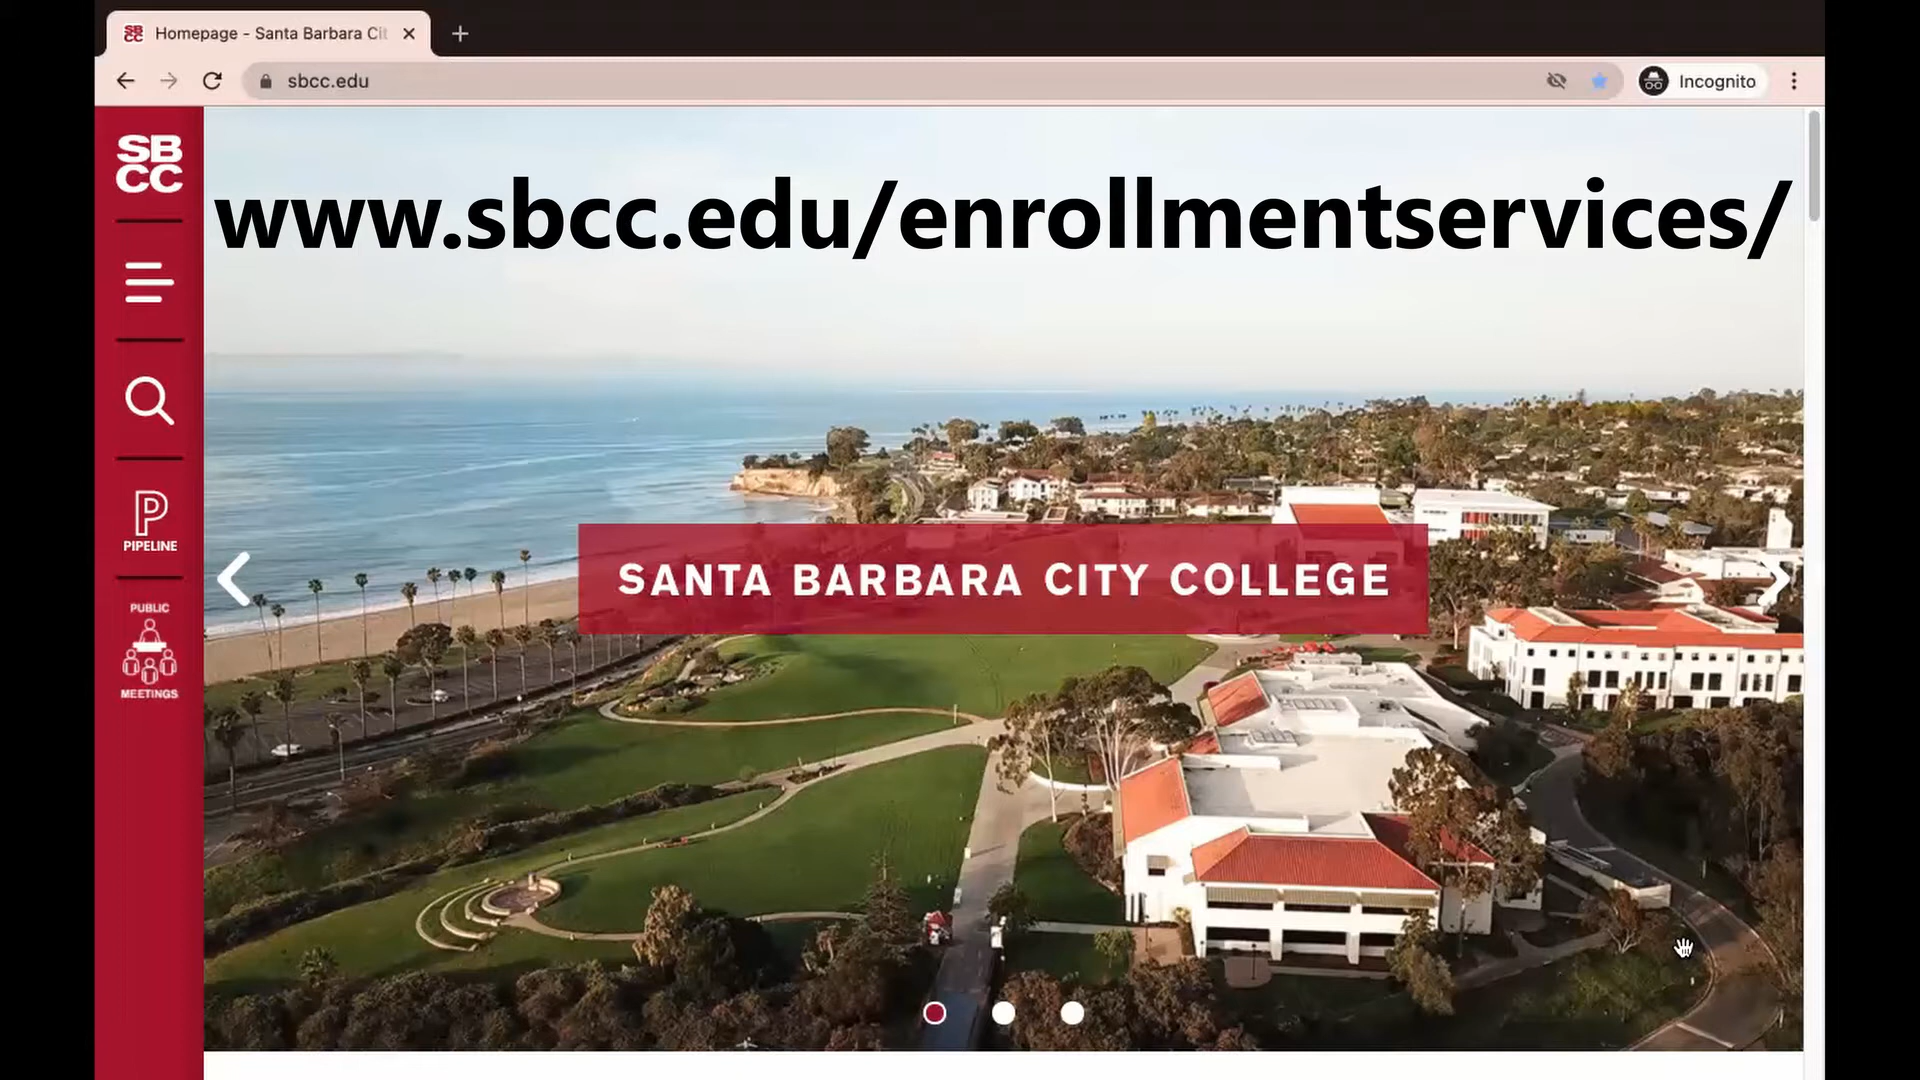 Homepage - Santa Barbara Cit
sbcc.edu
Incognito
SB
CC
www.sbcc.edu/enrollmentservices/
PIPELINE
SANTA BARBARA CITY COLLEGE
PUBLIC
MEETINGS